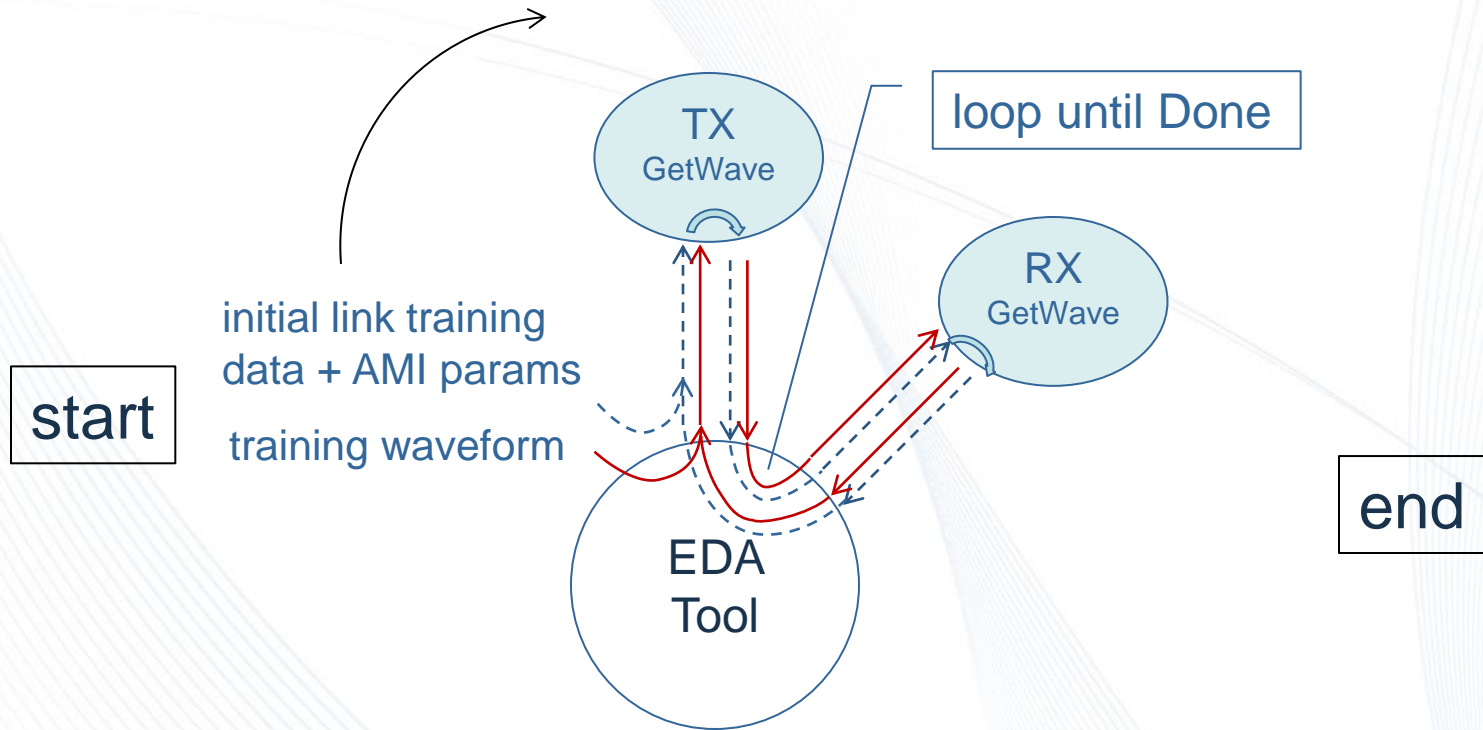 start
initial link training
data + AMI params
training waveform
TX
GetWave
loop until Done
RX
GetWave
EDA
Tool
end